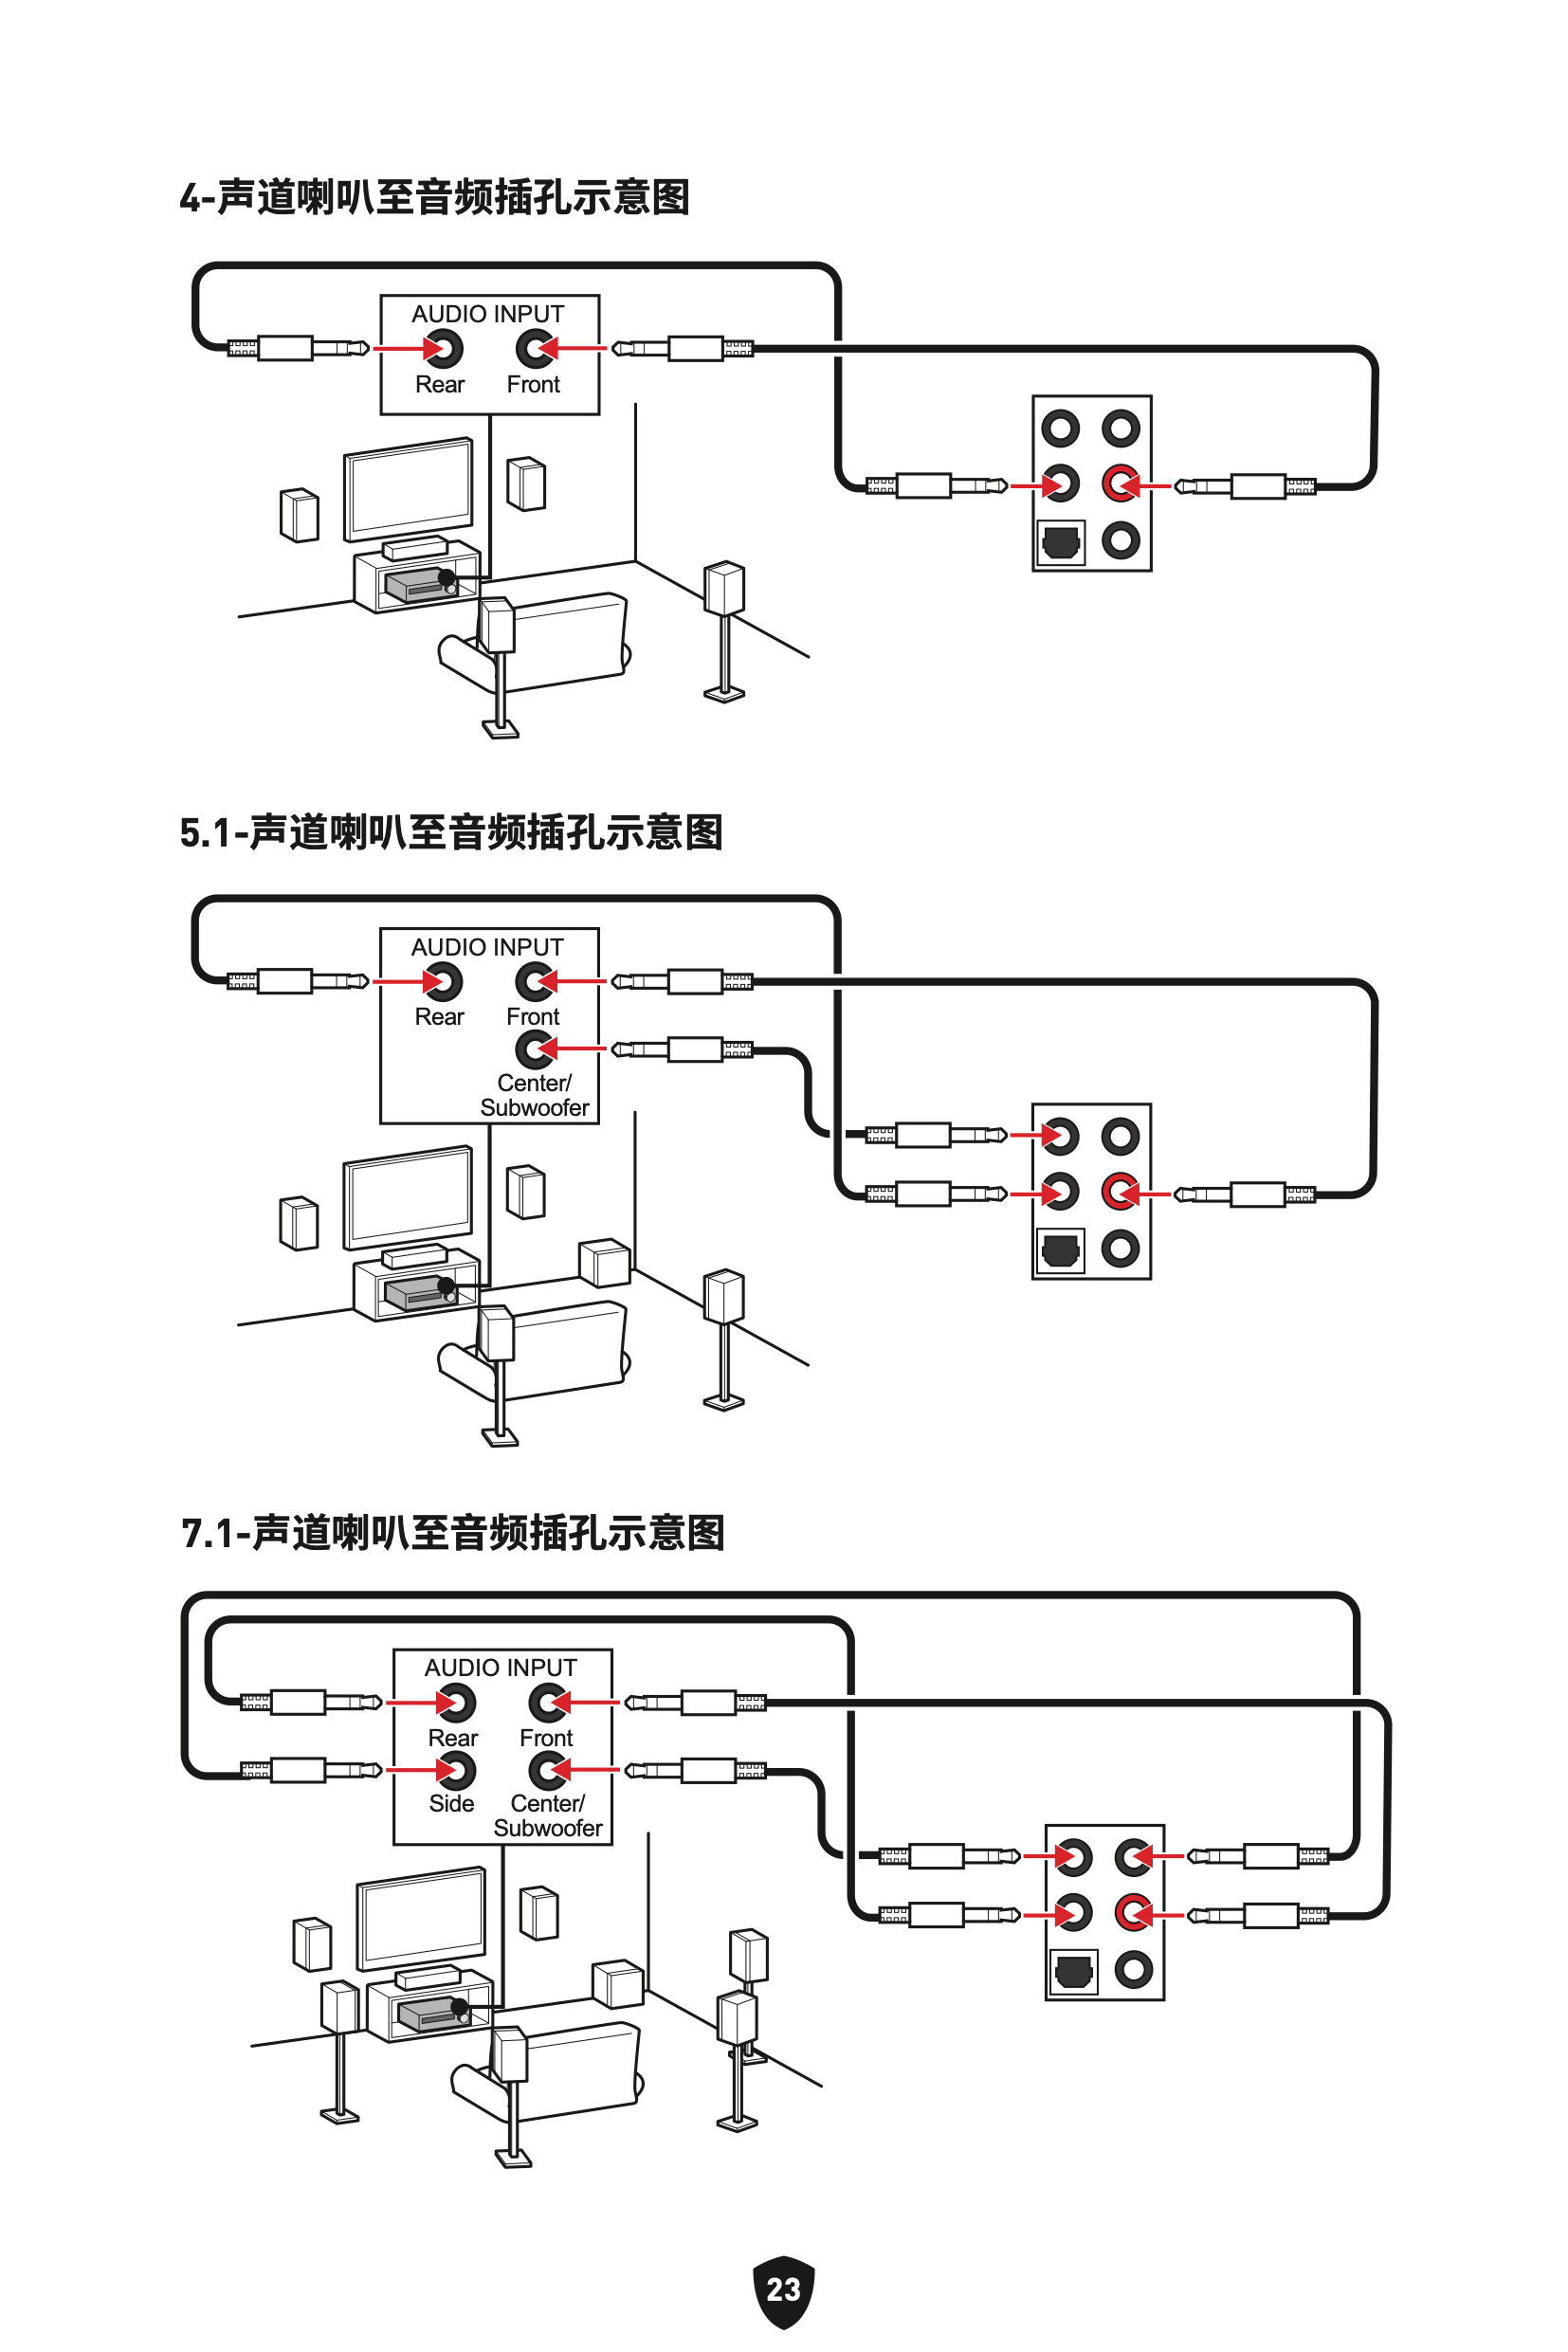 4-声道喇叭至音频插孔示意图
AUDIO INPUT
Rear Front
5.1-声道喇叭至音频插孔示意图
AUDIO INPUT
Rear Front
Center/
Subwoofer
7.1-声道喇叭至音频插孔示意图
AUDIO INPUT
Rear Front
Side Center/
Subwoofer
23